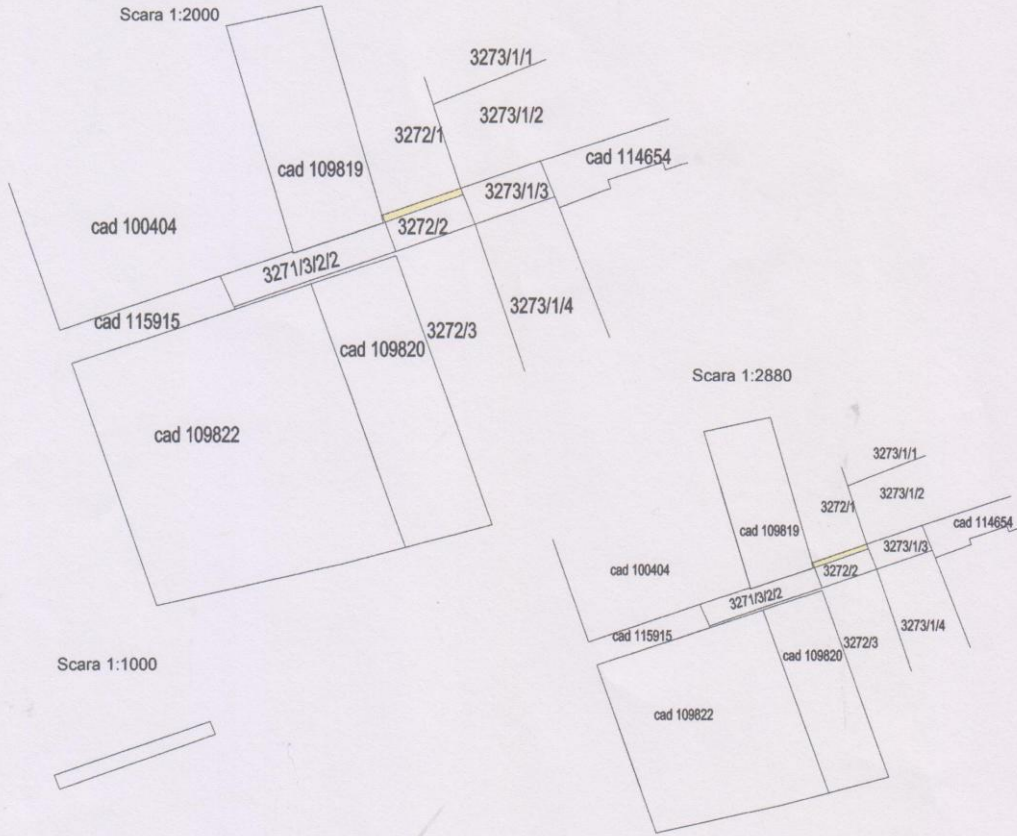 Scara 1:2000
3273/1/1
3273/1/2
3272/1
cad 114654
cad 109819
3273/1/3
cad 100404
3272/2
3271/3/2/2
3273/1/4
cad 115915
3272/3
cad 109820
cad 109822
Scara 1:2880
3273/1/1
3273/1/2
3272/1
cad 114654
cad 109819
3273/1/3
cad 100404
3272/2
3271/3/2/2
3273/1/4
cad 115915
3272/3
cad 109820
cad 109822
Scara 1:1000